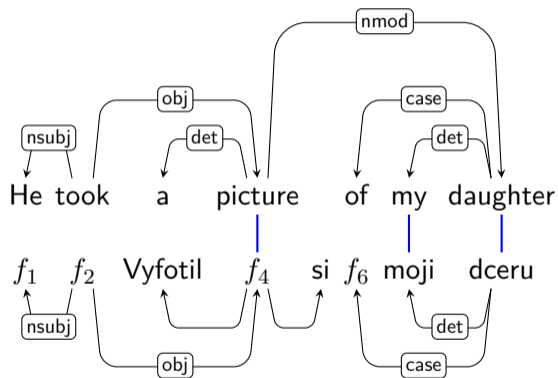 nmod
obj
case
nsubj
det
det
He took a picture of my daughter
f1 f2 Vyfotil f4 si f6 moji dceru
nsubj
det
obj
case